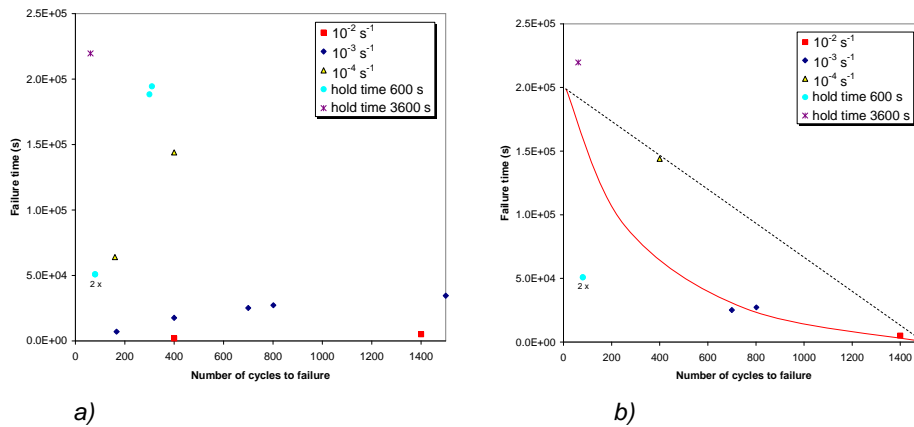 2.5E+05
2.0E+05
1.5E+05
1.0E+05
5.0E+04
0.0E+00
Failure time (s)
0 200 400 600 800 1000 1200 1400
Number of cycles to failure
10⁻² s⁻¹
10⁻³ s⁻¹
10⁻⁴ s⁻¹
hold time 600 s
hold time 3600 s
2 x
a)
2.5E+05
2.0E+05
1.5E+05
1.0E+05
5.0E+04
0.0E+00
Failure time (s)
0 200 400 600 800 1000 1200 1400
Number of cycles to failure
10⁻² s⁻¹
10⁻³ s⁻¹
10⁻⁴ s⁻¹
hold time 600 s
hold time 3600 s
2 x
b)